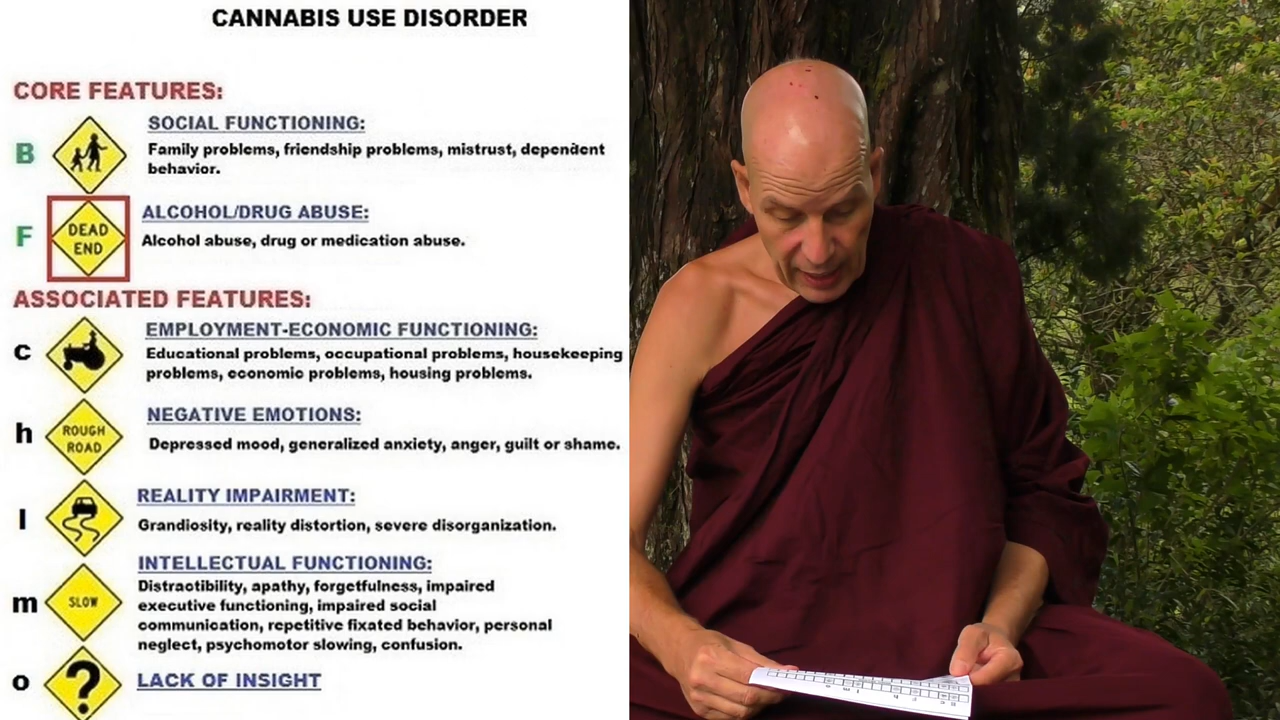 CANNABIS USE DISORDER
CORE FEATURES:
B
SOCIAL FUNCTIONING:
Family problems, friendship problems, mistrust, dependent
behavior.
F
DEAD
END
ALCOHOL/DRUG ABUSE:
Alcohol abuse, drug or medication abuse.
ASSOCIATED FEATURES:
c
EMPLOYMENT-ECONOMIC FUNCTIONING:
Educational problems, occupational problems, housekeeping
problems, economic problems, housing problems.
h
ROUGH
ROAD
NEGATIVE EMOTIONS:
Depressed mood, generalized anxiety, anger, guilt or shame.
l
REALITY IMPAIRMENT:
Grandiosity, reality distortion, severe disorganization.
m
SLOW
INTELLECTUAL FUNCTIONING:
Distractibility, apathy, forgetfulness, impaired
executive functioning, impaired social
communication, repetitive fixated behavior, personal
neglect, psychomotor slowing, confusion.
o
?
LACK OF INSIGHT